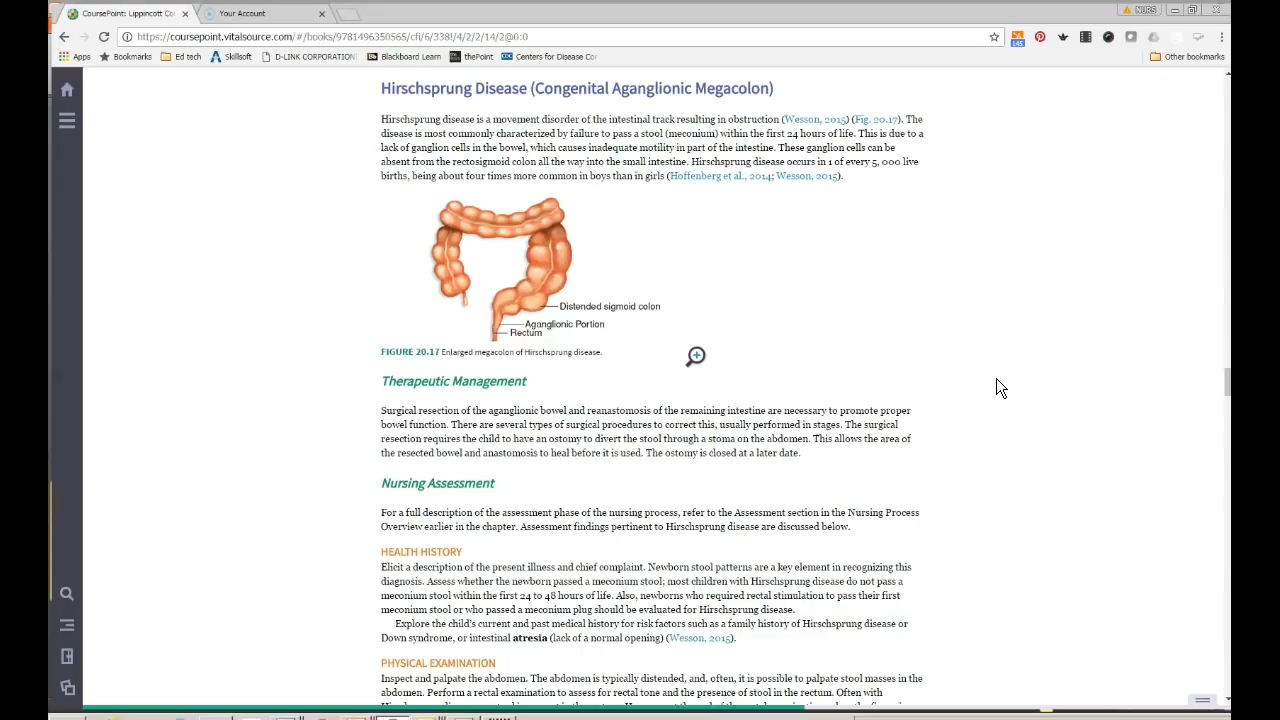 CoursePoint: Lippincott Co
Your Account
NURS
https://coursepoint.vitalsource.com/#/books/9781496350565/cfi/6/338!/4/2/2/14/2@0:0
145
Apps
Bookmarks
Ed tech
Skillsoft
D-LINK CORPORATION
Blackboard Learn
thePoint
Centers for Disease Cor
Other bookmarks
Hirschsprung Disease (Congenital Aganglionic Megacolon)
Hirschsprung disease is a movement disorder of the intestinal track resulting in obstruction (Wesson, 2015) (Fig. 20.17). The
disease is most commonly characterized by failure to pass a stool (meconium) within the first 24 hours of life. This is due to a
lack of ganglion cells in the bowel, which causes inadequate motility in part of the intestine. These ganglion cells can be
absent from the rectosigmoid colon all the way into the small intestine. Hirschsprung disease occurs in 1 of every 5, 000 live
births, being about four times more common in boys than in girls (Hoffenberg et al., 2014; Wesson, 2015).
Distended sigmoid colon
Aganglionic Portion
Rectum
FIGURE 20.17 Enlarged megacolon of Hirschsprung disease.
Therapeutic Management
Surgical resection of the aganglionic bowel and reanastomosis of the remaining intestine are necessary to promote proper
bowel function. There are several types of surgical procedures to correct this, usually performed in stages. The surgical
resection requires the child to have an ostomy to divert the stool through a stoma on the abdomen. This allows the area of
the resected bowel and anastomosis to heal before it is used. The ostomy is closed at a later date.
Nursing Assessment
For a full description of the assessment phase of the nursing process, refer to the Assessment section in the Nursing Process
Overview earlier in the chapter. Assessment findings pertinent to Hirschsprung disease are discussed below.
HEALTH HISTORY
Elicit a description of the present illness and chief complaint. Newborn stool patterns are a key element in recognizing this
diagnosis. Assess whether the newborn passed a meconium stool; most children with Hirschsprung disease do not pass a
meconium stool within the first 24 to 48 hours of life. Also, newborns who required rectal stimulation to pass their first
meconium stool or who passed a meconium plug should be evaluated for Hirschsprung disease.
Explore the child's current and past medical history for risk factors such as a family history of Hirschsprung disease or
Down syndrome, or intestinal atresia (lack of a normal opening) (Wesson, 2015).
PHYSICAL EXAMINATION
Inspect and palpate the abdomen. The abdomen is typically distended, and, often, it is possible to palpate stool masses in the
abdomen. Perform a rectal examination to assess for rectal tone and the presence of stool in the rectum. Often with